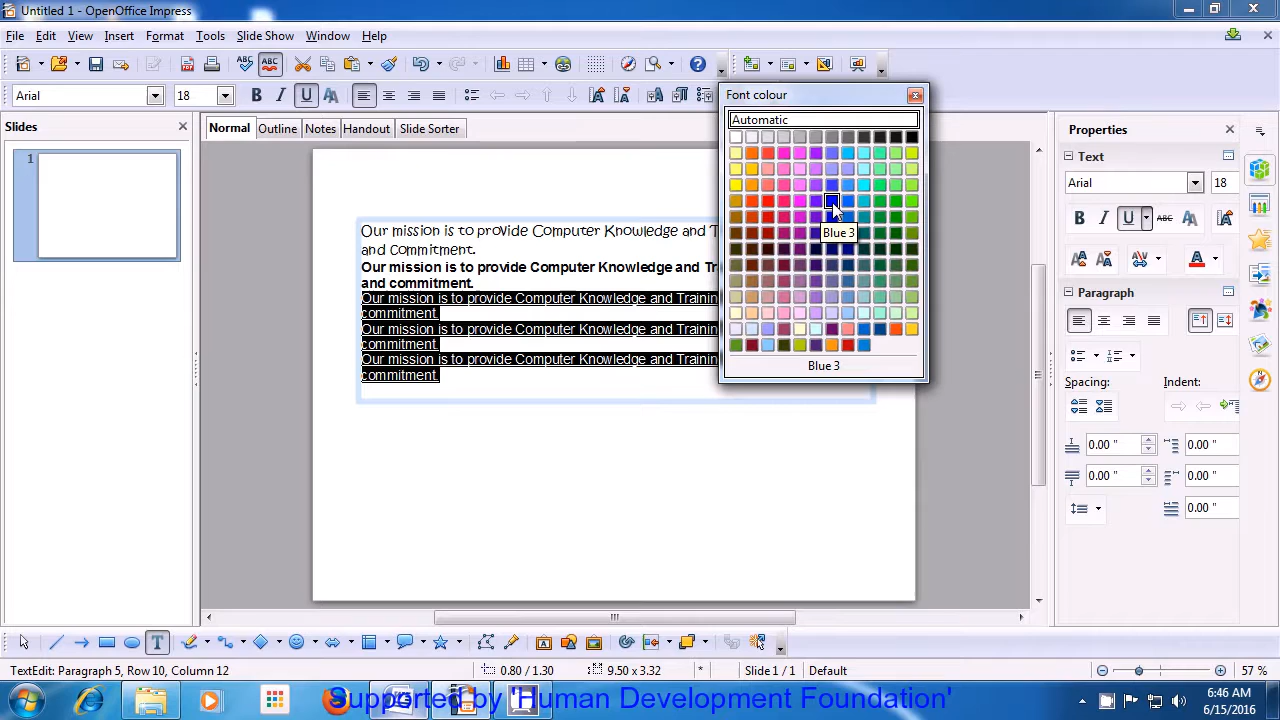 Untitled 1 - OpenOffice Impress
File Edit View Insert Format Tools Slide Show Window Help
Arial 18
Font colour
Automatic
Slides
Normal Outline Notes Handout Slide Sorter
1
Our mission is to provide Computer Knowledge and
and Commitment.
Our mission is to provide Computer Knowledge and
and commitment.
Our mission is to provide Computer Knowledge and Training
commitment.
Our mission is to provide Computer Knowledge and Training
commitment.
Our mission is to provide Computer Knowledge and Training
commitment.
Blue 3
Blue 3
Properties
Text
Arial 18
Paragraph
Spacing: Indent:
0.00 " 0.00 "
0.00 " 0.00 "
0.00 "
TextEdit: Paragraph 5, Row 10, Column 12 0.80 / 1.30 9.50 x 3.32 * Slide 1 / 1 Default 57 %
Supported by 'Human Development Foundation'
6:46 AM
6/15/2016